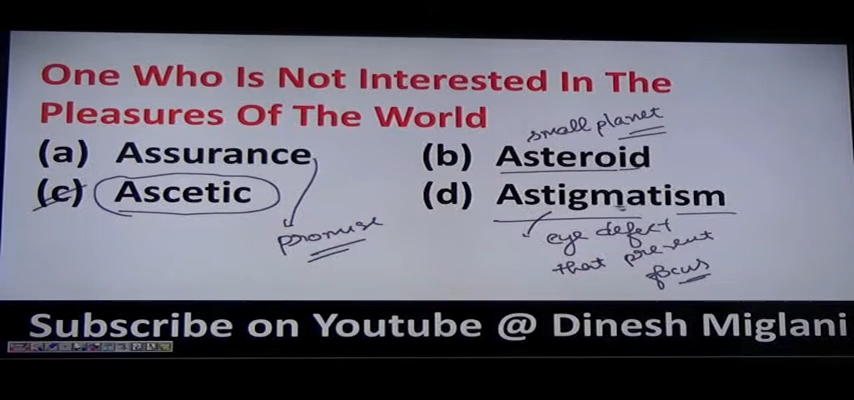 One Who Is Not Interested In The
Pleasures Of The World
small planet
(a) Assurance
(b) Asteroid
(c) Ascetic
(d) Astigmatism
promise
eye defect
that prevent
focus
Subscribe on Youtube @ Dinesh Miglani